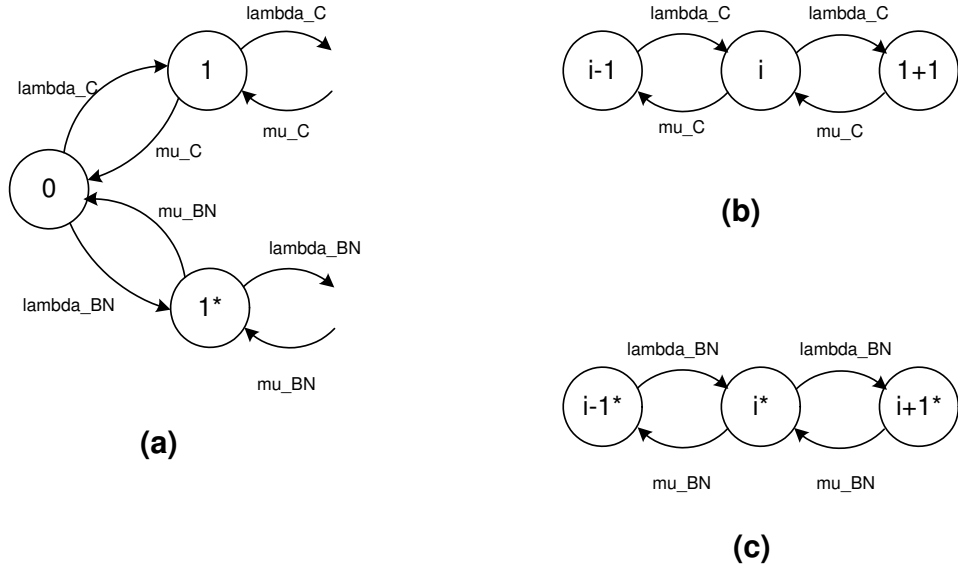 lambda_C
1
lambda_C
mu_C
mu_C
0
mu_BN
lambda_BN
lambda_BN
1*
mu_BN
(a)
lambda_C
lambda_C
i-1
i
1+1
mu_C
mu_C
(b)
lambda_BN
lambda_BN
i-1*
i*
i+1*
mu_BN
mu_BN
(c)